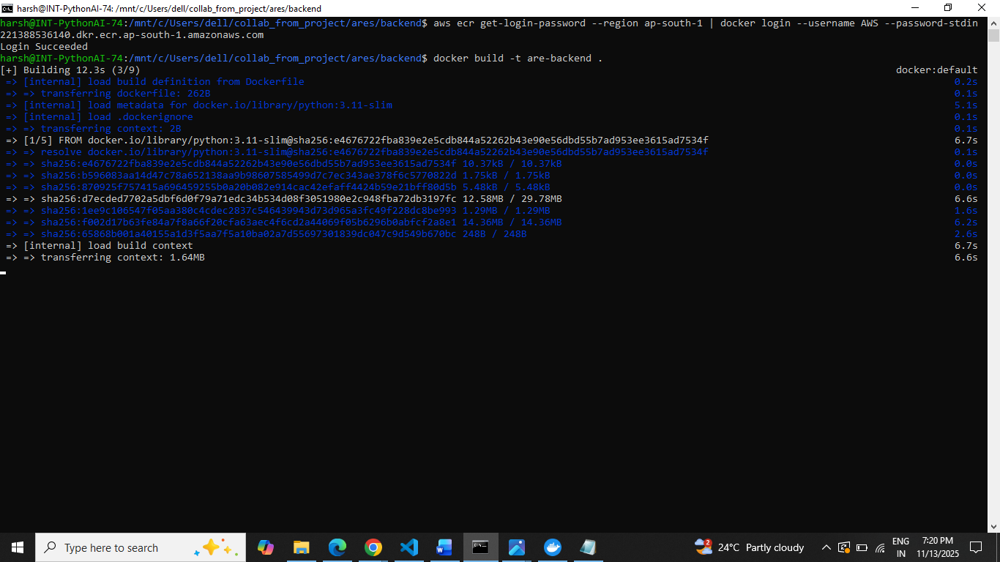 harsh@INT-PythonAI-74: /mnt/c/Users/dell/collab_from_project/ares/backend
harsh@INT-PythonAI-74:/mnt/c/Users/dell/collab_from_project/ares/backend$ aws ecr get-login-password --region ap-south-1 | docker login --username AWS --password-stdin
221388536140.dkr.ecr.ap-south-1.amazonaws.com
Login Succeeded
harsh@INT-PythonAI-74:/mnt/c/Users/dell/collab_from_project/ares/backend$ docker build -t are-backend .
[+] Building 12.3s (3/9) docker:default
=> [internal] load build definition from Dockerfile 0.2s
=> => transferring dockerfile: 262B 0.1s
=> [internal] load metadata for docker.io/library/python:3.11-slim 5.1s
=> [internal] load .dockerignore 0.1s
=> => transferring context: 2B 0.1s
=> [1/5] FROM docker.io/library/python:3.11-slim@sha256:e4676722fba839e2e5cdb844a52262b43e90e56dbd55b7ad953ee3615ad7534f 6.7s
=> => resolve docker.io/library/python:3.11-slim@sha256:e4676722fba839e2e5cdb844a52262b43e90e56dbd55b7ad953ee3615ad7534f 0.1s
=> => sha256:e4676722fba839e2e5cdb844a52262b43e90e56dbd55b7ad953ee3615ad7534f 10.37kB / 10.37kB 0.0s
=> => sha256:b596083aa14d47c78a652138aa9b98607585499d7c7ec343ae378f6c5770822d 1.75kB / 1.75kB 0.0s
=> => sha256:870925f757415a696459255b0a20b082e914cac42efaff4424b59e21bff80d5b 5.48kB / 5.48kB 0.0s
=> => sha256:d7ecded7702a5dbf6d0f79a71edc34b534d08f3051980e2c948fba72db3197fc 12.58MB / 29.78MB 6.6s
=> => sha256:1ee9c106547f05aa380c4cdec2837c546439943d73d965a3fc49f228dc8be993 1.29MB / 1.29MB 1.6s
=> => sha256:f002d17b63fe84a7f8a66f20cfa63aec4f6cd2a44069f05b6296b0abfcf2a8e1 14.36MB / 14.36MB 6.2s
=> => sha256:65868b001a40155a1d3f5aa7f5a10ba02a7d55697301839dc047c9d549b670bc 248B / 248B 2.6s
=> [internal] load build context 6.7s
=> => transferring context: 1.64MB 6.6s
Type here to search
2
24°C Partly cloudy
ENG
IN
7:20 PM
11/13/2025